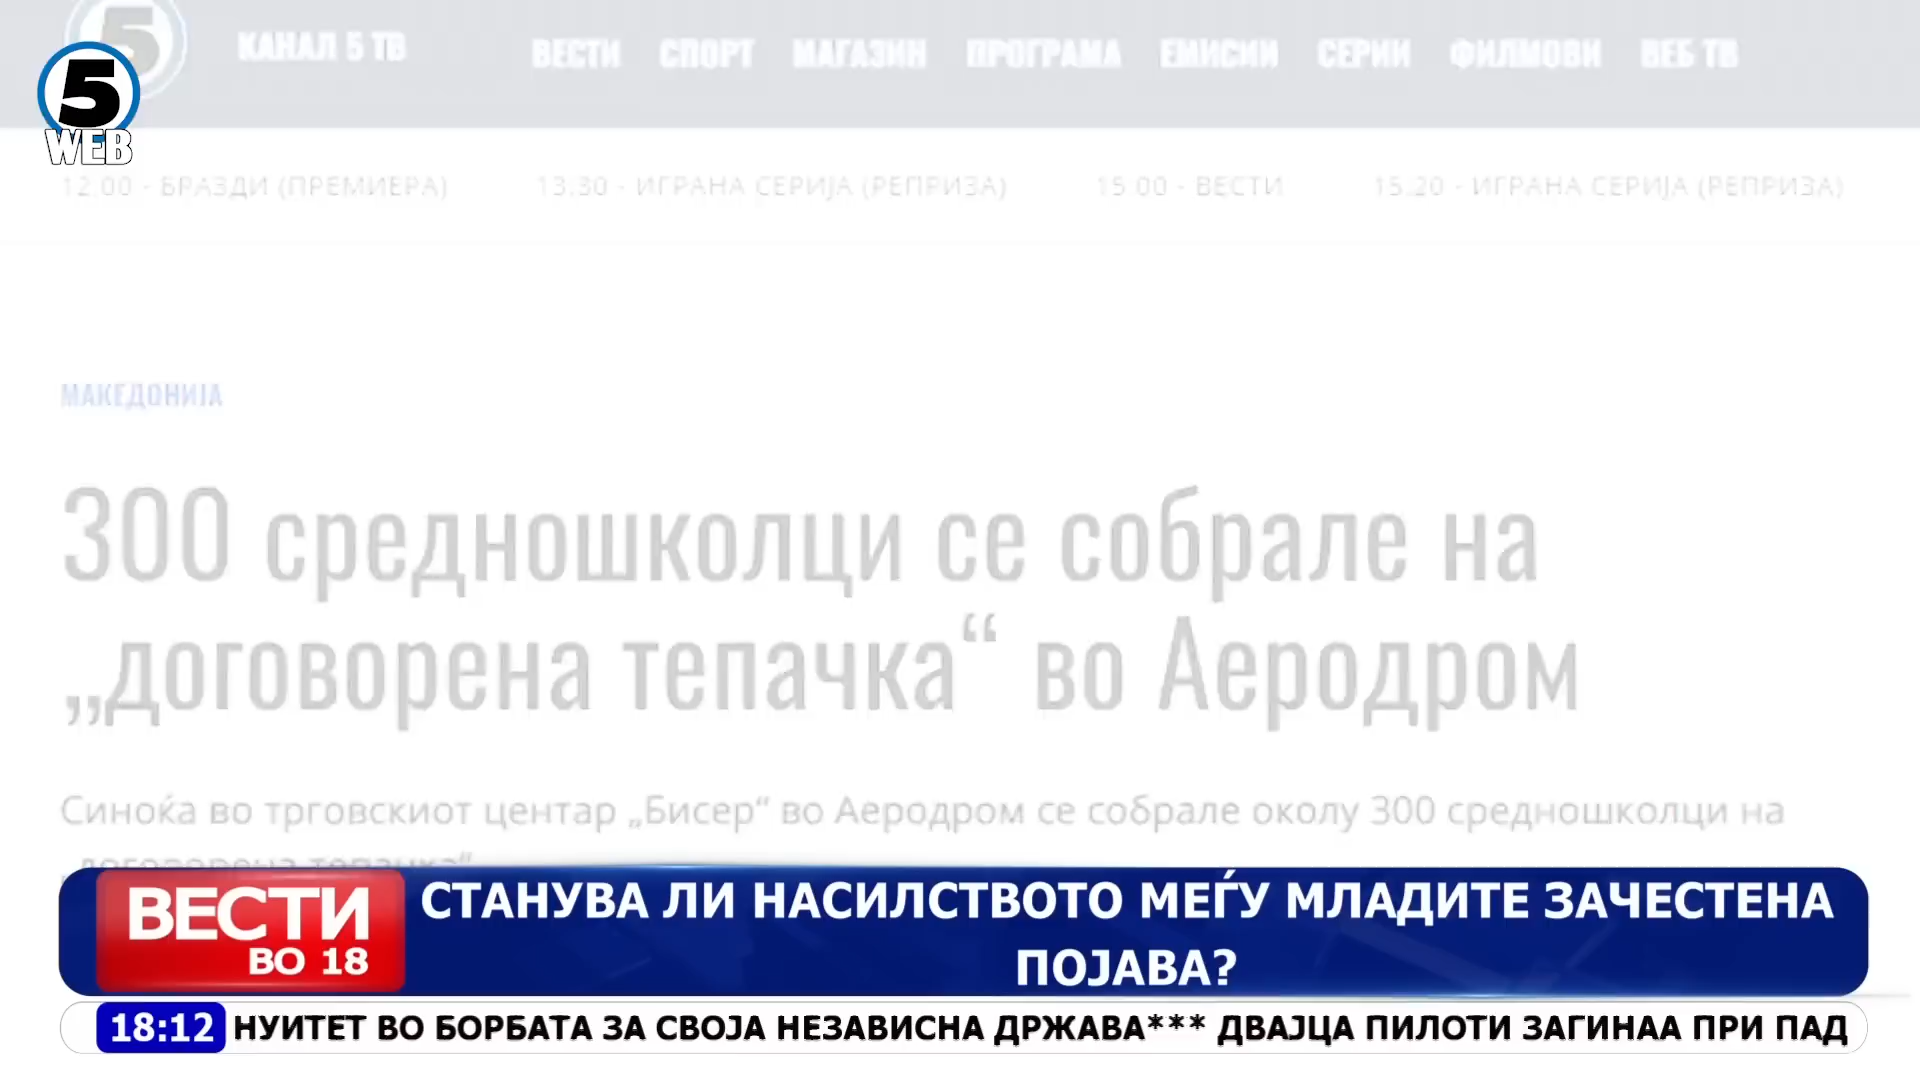 5
КАНАЛ 5 ТВ ВЕСТИ СПОРТ МАГАЗИН ПРОГРАМА ЕМИСИИ СЕРИИ ФИЛМОВИ ВЕБ ТВ
5
WEB
12.00 - БРАЗДИ (ПРЕМИЕРА) 13.30 - ИГРАНА СЕРИЈА (РЕПРИЗА) 15.00 - ВЕСТИ 15.20 - ИГРАНА СЕРИЈА (РЕПРИЗА)
МАКЕДОНИЈА
300 средношколци се собрале на
„договорена тепачка“ во Аеродром
Синоќа во трговскиот центар „Бисер“ во Аеродром се собрале околу 300 средношколци на
„договорена тепачка“
ВЕСТИ
ВО 18
СТАНУВА ЛИ НАСИЛСТВОТО МЕЃУ МЛАДИТЕ ЗАЧЕСТЕНА
ПОЈАВА?
18:12 НУИТЕТ ВО БОРБАТА ЗА СВОЈА НЕЗАВИСНА ДРЖАВА*** ДВАЈЦА ПИЛОТИ ЗАГИНАА ПРИ ПАД